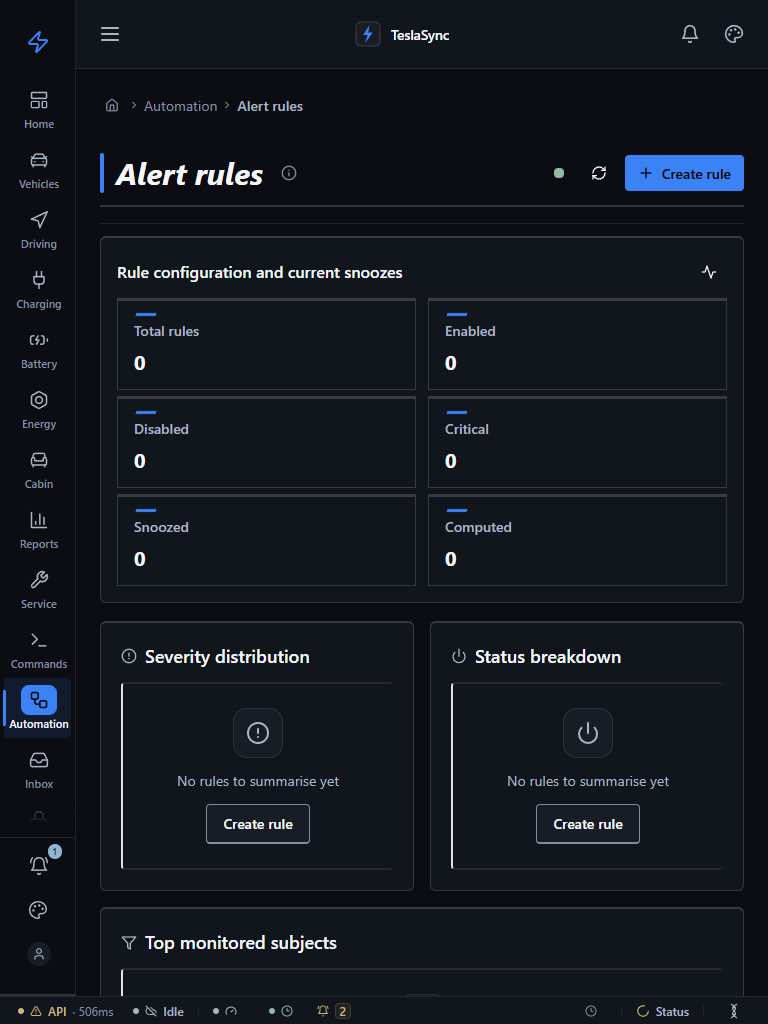 TeslaSync
Home
Vehicles
Driving
Charging
Battery
Energy
Cabin
Reports
Service
Commands
Automation
Inbox
1
Automation
Alert rules
Alert rules
Create rule
Rule configuration and current snoozes
Total rules
0
Enabled
0
Disabled
0
Critical
0
Snoozed
0
Computed
0
Severity distribution
No rules to summarise yet
Create rule
Status breakdown
No rules to summarise yet
Create rule
Top monitored subjects
API · 506ms
Idle
2
Status